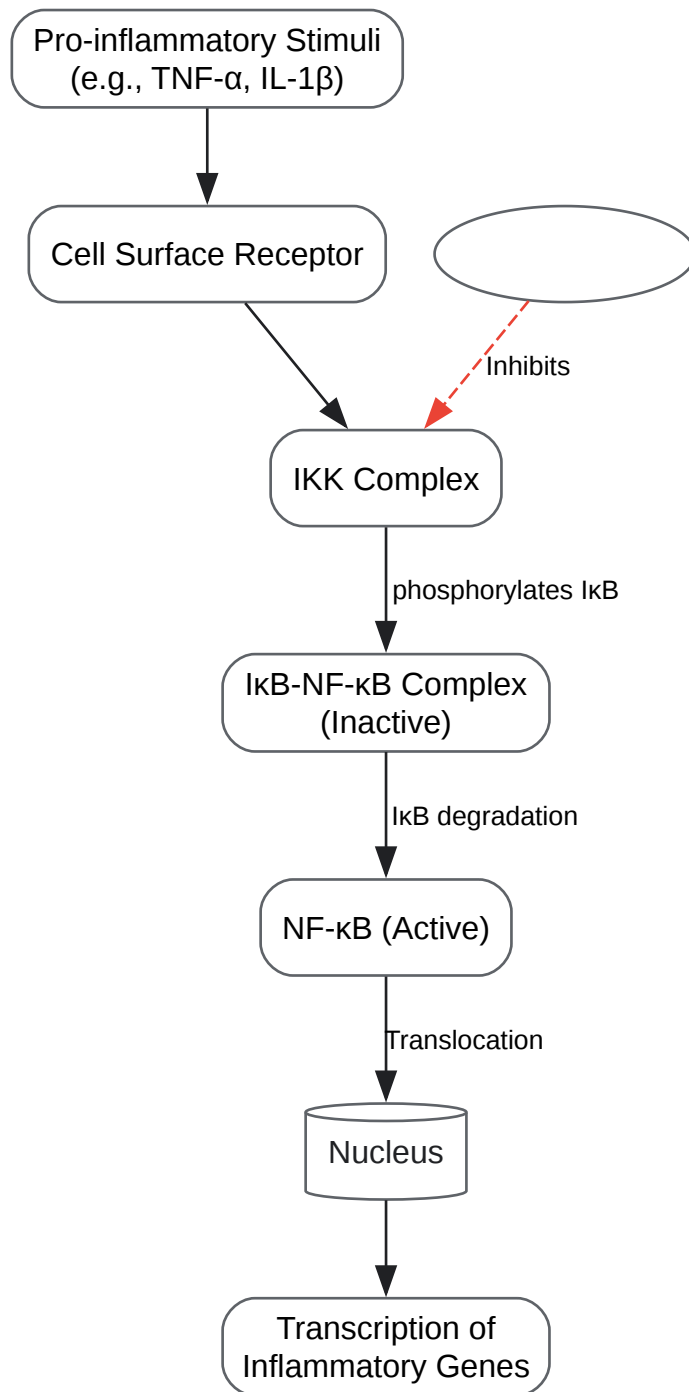 Pro-inflammatory Stimuli
(e.g., TNF-α, IL-1β)
Cell Surface Receptor
Inhibits
IKK Complex
phosphorylates IκB
IκB-NF-κB Complex
(Inactive)
IκB degradation
NF-κB (Active)
Translocation
Nucleus
Transcription of
Inflammatory Genes